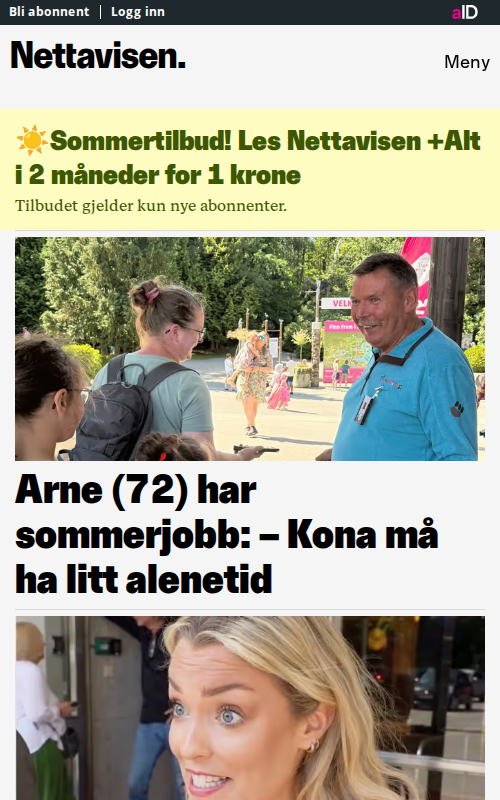 Bli abonnent | Logg inn
aID
Nettavisen.
Meny
☀️Sommertilbud! Les Nettavisen +Alt
i 2 måneder for 1 krone
Tilbudet gjelder kun nye abonnenter.
VELK
Arne (72) har
sommerjobb: – Kona må
ha litt alenetid